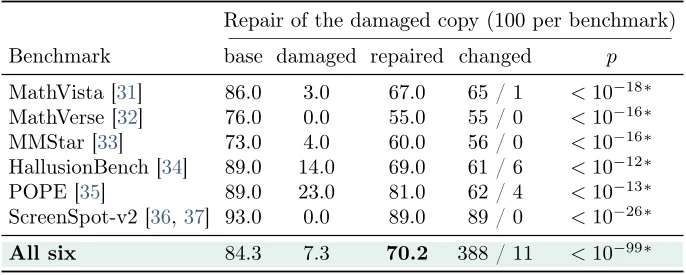 Repair of the damaged copy (100 per benchmark)
Benchmark base damaged repaired changed p
MathVista [31] 86.0 3.0 67.0 65 / 1 < 10⁻¹⁸*
MathVerse [32] 76.0 0.0 55.0 55 / 0 < 10⁻¹⁶*
MMStar [33] 73.0 4.0 60.0 56 / 0 < 10⁻¹⁶*
HallusionBench [34] 89.0 14.0 69.0 61 / 6 < 10⁻¹²*
POPE [35] 89.0 23.0 81.0 62 / 4 < 10⁻¹³*
ScreenSpot-v2 [36, 37] 93.0 0.0 89.0 89 / 0 < 10⁻²⁶*
All six 84.3 7.3 70.2 388 / 11 < 10⁻⁹⁹*